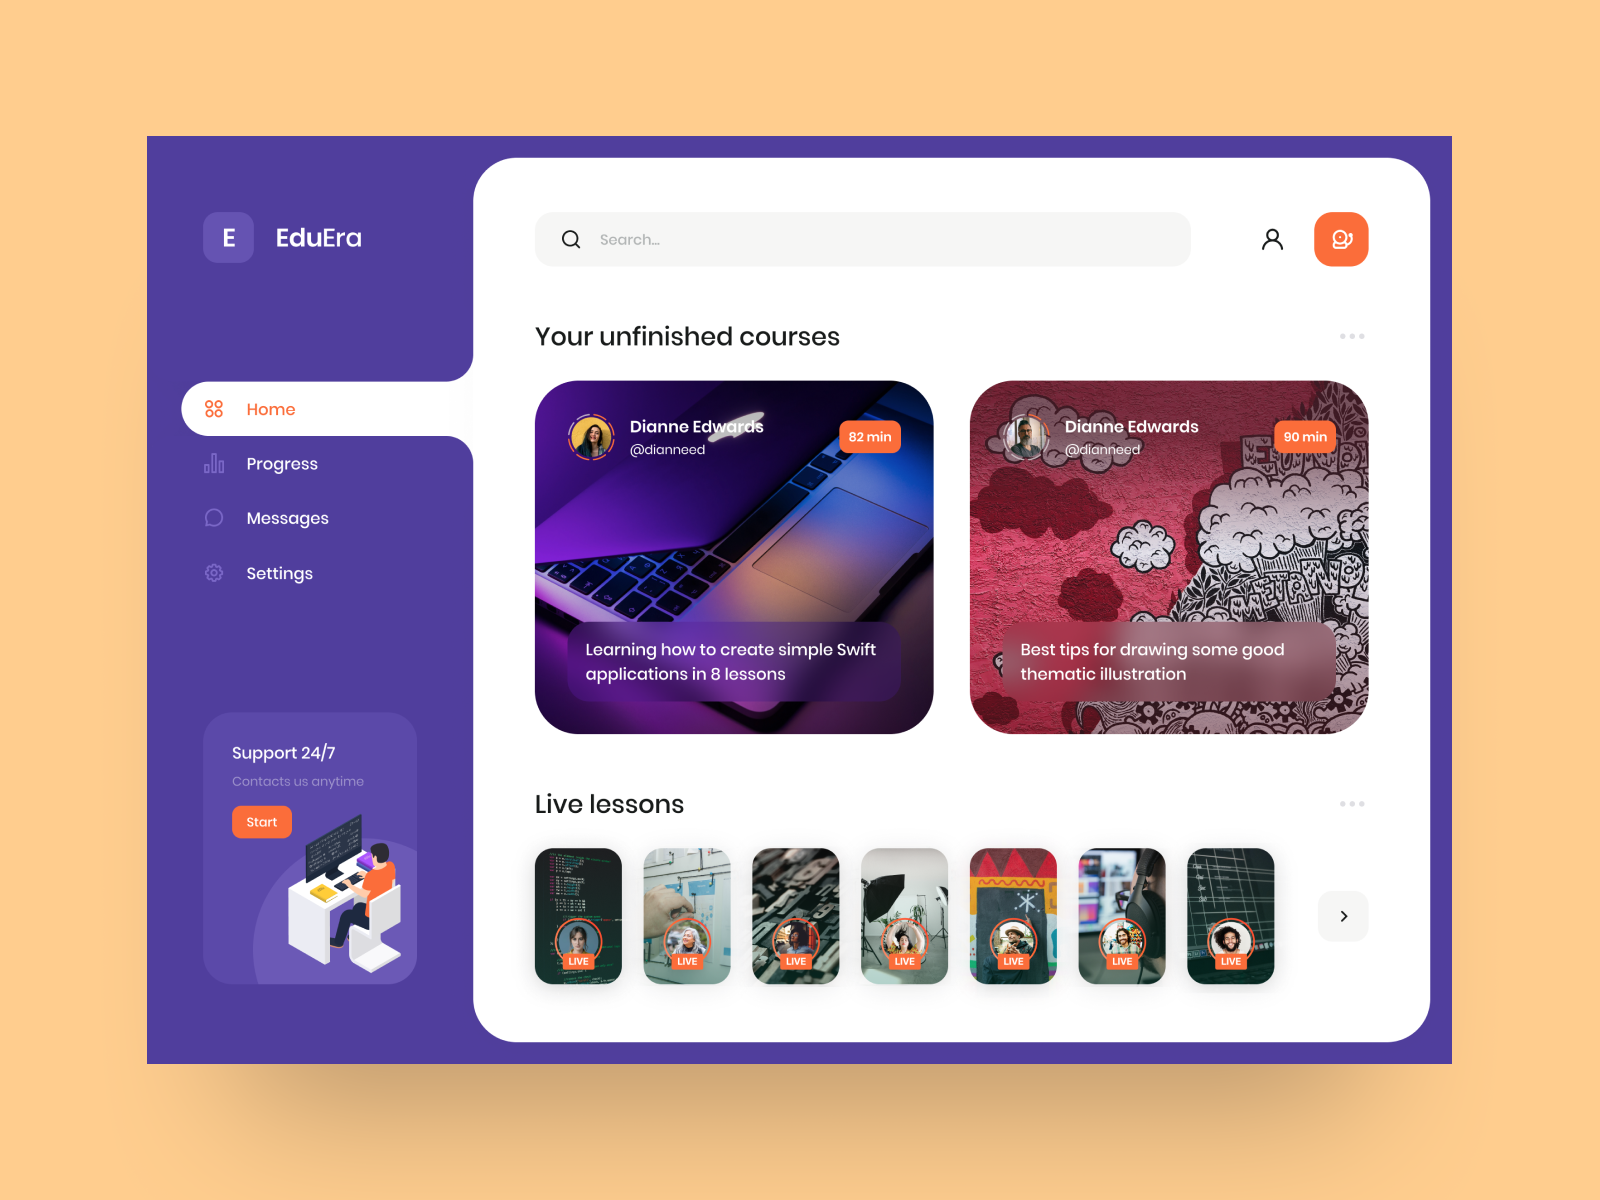 E
EduEra
Search...
Home
Progress
Messages
Settings
Support 24/7
Contacts us anytime
Start
Your unfinished courses
Dianne Edwards
@dianneed
82 min
Learning how to create simple Swift
applications in 8 lessons
Dianne Edwards
@dianneed
90 min
Best tips for drawing some good
thematic illustration
Live lessons
LIVE
LIVE
LIVE
LIVE
LIVE
LIVE
LIVE